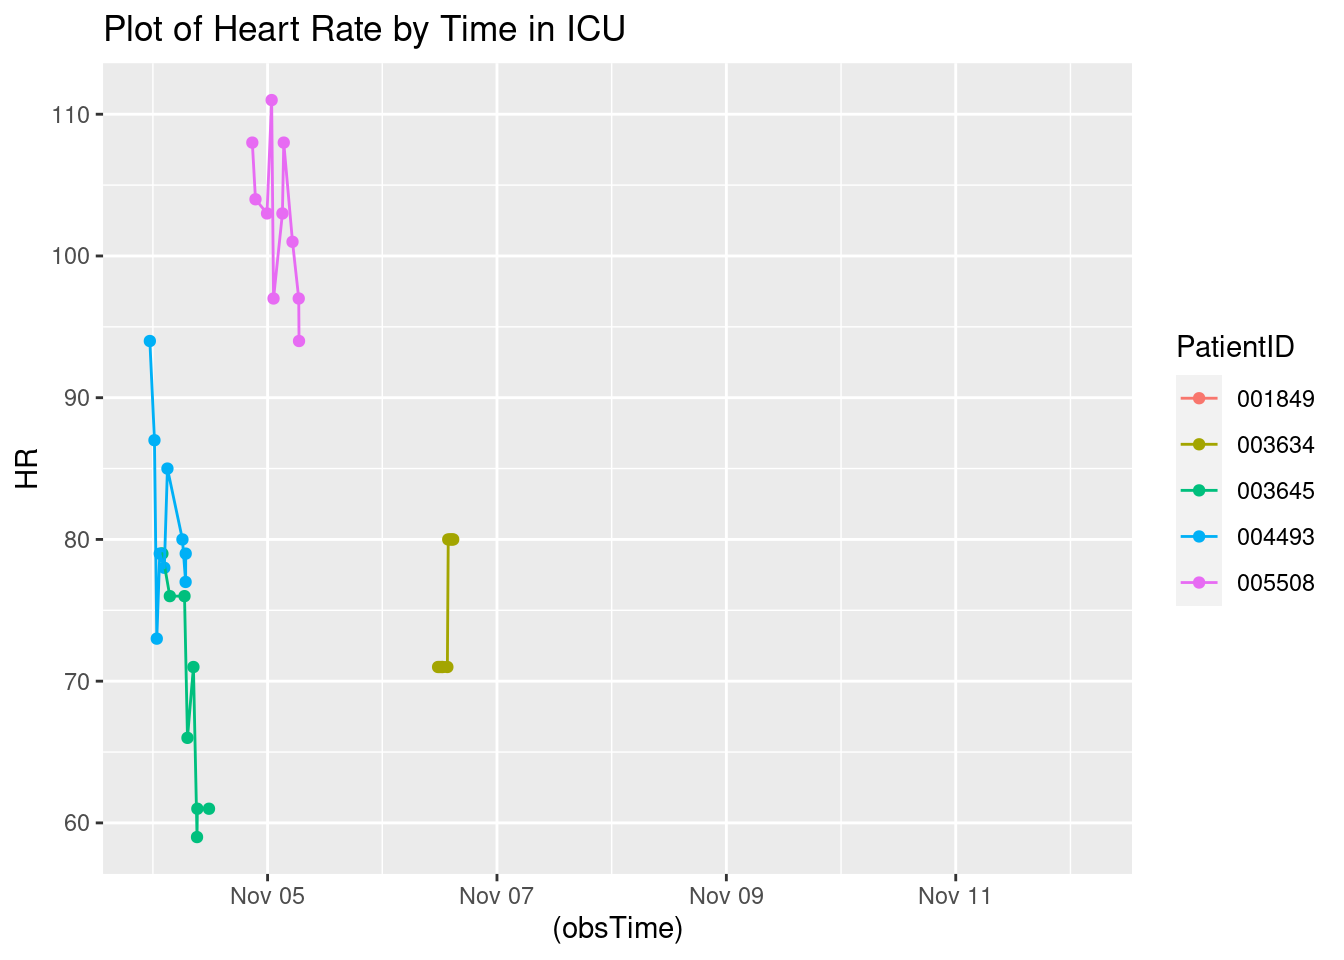 Plot of Heart Rate by Time in ICU
110
100
90
80
70
60
HR
Nov 05
Nov 07
Nov 09
Nov 11
(obsTime)
PatientID
001849
003634
003645
004493
005508